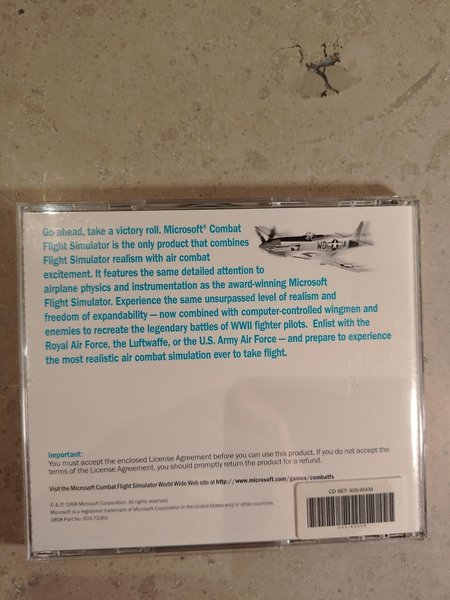 Go ahead, take a victory roll. Microsoft® Combat
Flight Simulator is the only product that combines
Flight Simulator realism with air combat
excitement. It features the same detailed attention to
airplane physics and instrumentation as the award-winning Microsoft
Flight Simulator. Experience the same unsurpassed level of realism and
freedom of expandability — now combined with computer-controlled wingmen and
enemies to recreate the legendary battles of WWII fighter pilots. Enlist with the
Royal Air Force, the Luftwaffe, or the U.S. Army Air Force — and prepare to experience
the most realistic air combat simulation ever to take flight.
WD A
Important:
You must accept the enclosed License Agreement before you can use this product. If you do not accept the
terms of the License Agreement, you should promptly return the product for a refund.
Visit the Microsoft Combat Flight Simulator World Wide Web site at http://www.microsoft.com/games/combatfs
© & ℗ 1998 Microsoft Corporation. All rights reserved.
Microsoft is a registered trademark of Microsoft Corporation in the United States and/or other countries.
0898 Part No. X03-73365
CD SET: